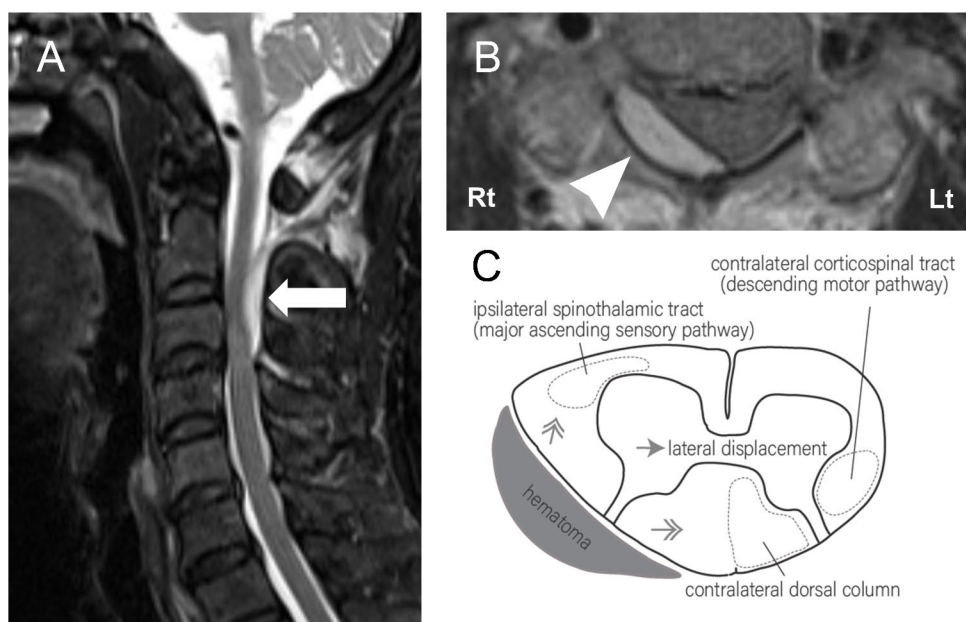 A
B
Rt
Lt
C
contralateral corticospinal tract
(descending motor pathway)
ipsilateral spinothalamic tract
(major ascending sensory pathway)
lateral displacement
hematoma
contralateral dorsal column